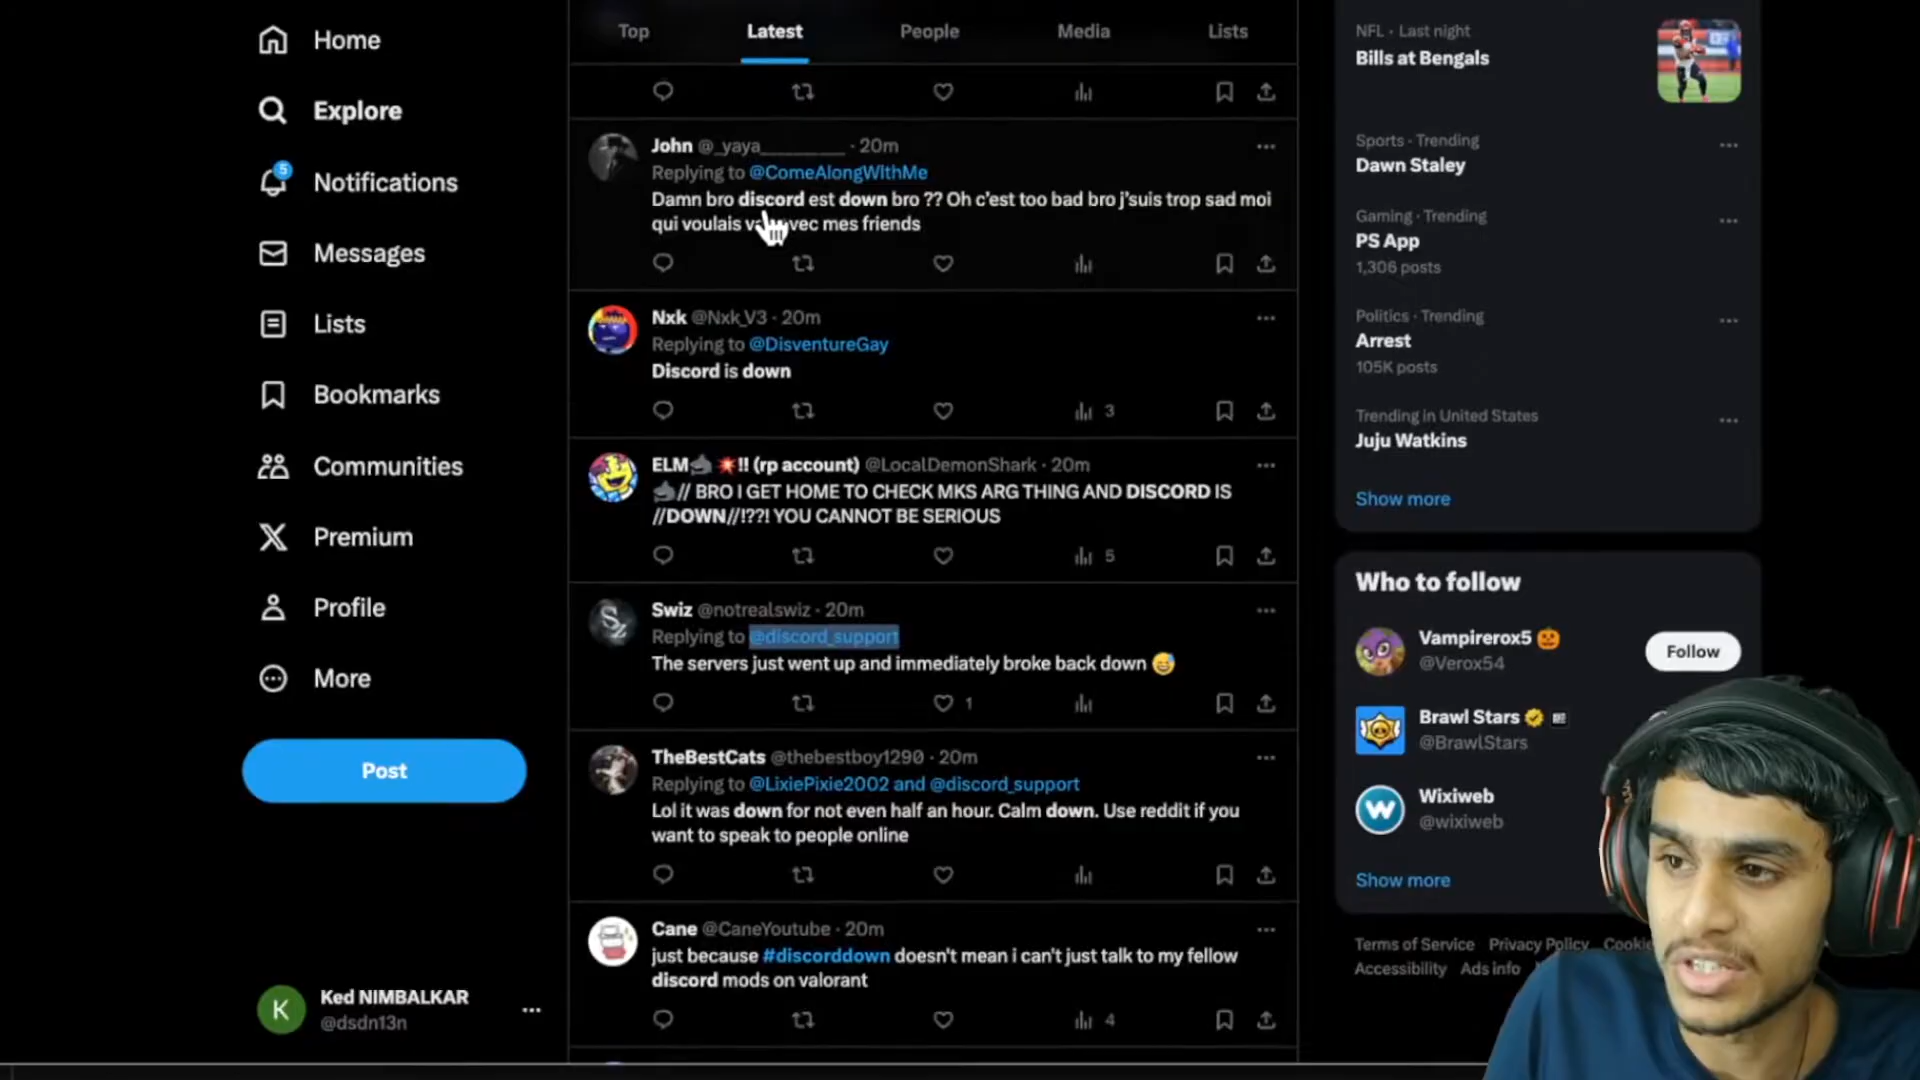 Home
Explore
5
Notifications
Messages
Lists
Bookmarks
Communities
Premium
Profile
More
Post
K
Ked NIMBALKAR
@dsdn13n
Top Latest People Media Lists
John @_yaya__________ · 20m
Replying to @ComeAlongWIthMe
Damn bro discord est down bro ?? Oh c'est too bad bro j'suis trop sad moi
qui voulais vec mes friends
Nxk @Nxk_V3 · 20m
Replying to @DisventureGay
Discord is down
3
ELM🦈💥!! (rp account) @LocalDemonShark · 20m
🦈// BRO I GET HOME TO CHECK MKS ARG THING AND DISCORD IS
//DOWN//!??! YOU CANNOT BE SERIOUS
5
Swiz @notrealswiz · 20m
Replying to @discord_support
The servers just went up and immediately broke back down 😅
1
TheBestCats @thebestboy1290 · 20m
Replying to @LixiePixie2002 and @discord_support
Lol it was down for not even half an hour. Calm down. Use reddit if you
want to speak to people online
Cane @CaneYoutube · 20m
just because #discorddown doesn't mean i can't just talk to my fellow
discord mods on valorant
4
NFL · Last night
Bills at Bengals
Sports · Trending
Dawn Staley
Gaming · Trending
PS App
1,306 posts
Politics · Trending
Arrest
105K posts
Trending in United States
Juju Watkins
Show more
Who to follow
Vampirerox5 🎃
@Verox54
Follow
Brawl Stars
@BrawlStars
W
Wixiweb
@wixiweb
Show more
Terms of Service Privacy Policy Cookie
Accessibility Ads info